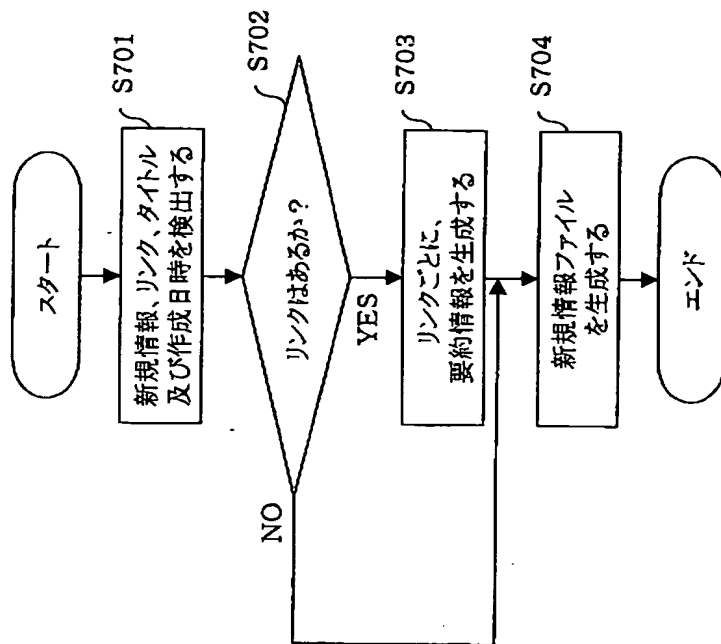 スタート
S701
新規情報、リンク、タイトル
及び作成日時を検出する
S702
リンクはあるか？
NO
YES
S703
リンクごとに、
要約情報を生成する
S704
新規情報ファイル
を生成する
エンド